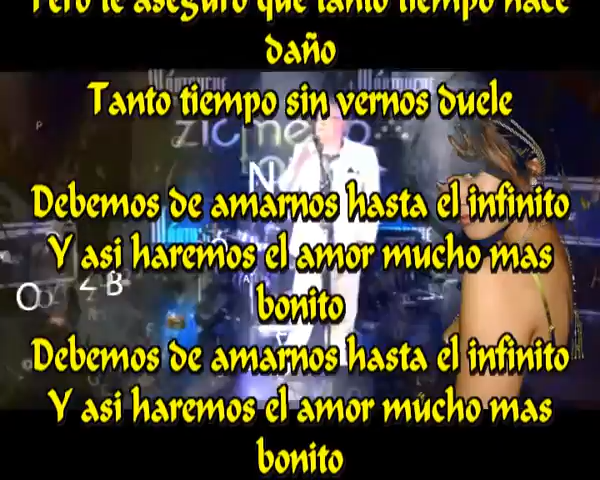 Pero te aseguro que tanto tiempo hace
daño
Tanto tiempo sin vernos duele
Debemos de amarnos hasta el infinito
Y asi haremos el amor mucho mas
bonito
Debemos de amarnos hasta el infinito
Y asi haremos el amor mucho mas
bonito